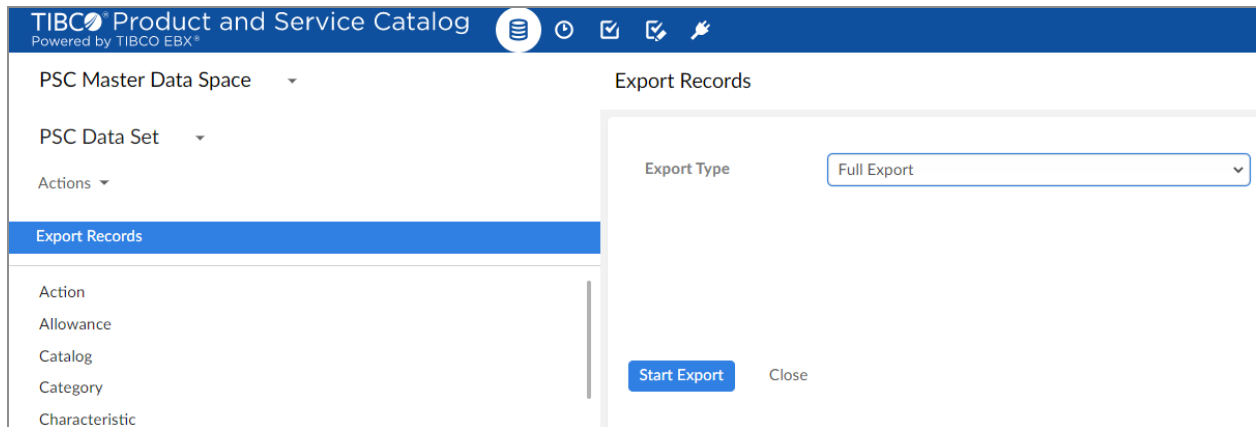 TIBCO® Product and Service Catalog
Powered by TIBCO EBX®
PSC Master Data Space
PSC Data Set
Actions
Export Records
Action
Allowance
Catalog
Category
Characteristic
Export Records
Export Type
Full Export
Start Export
Close